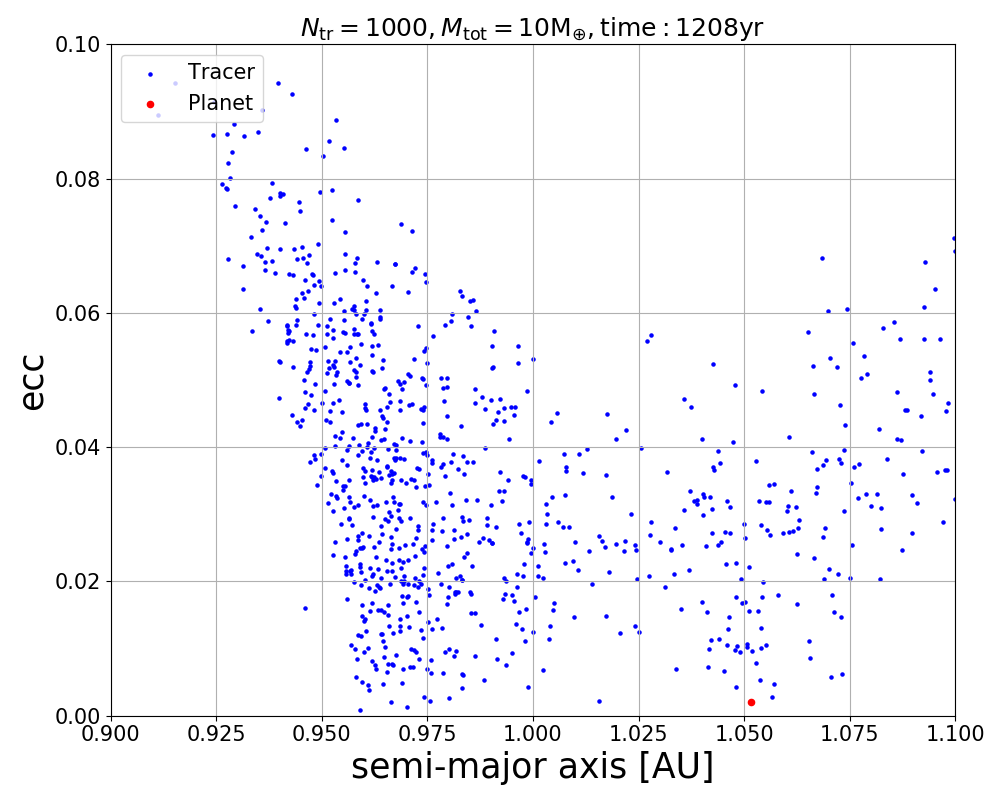 N_tr = 1000, M_tot = 10M_⊕, time : 1208yr
Tracer
Planet
ecc
0.10
0.08
0.06
0.04
0.02
0.00
0.900 0.925 0.950 0.975 1.000 1.025 1.050 1.075 1.100
semi-major axis [AU]